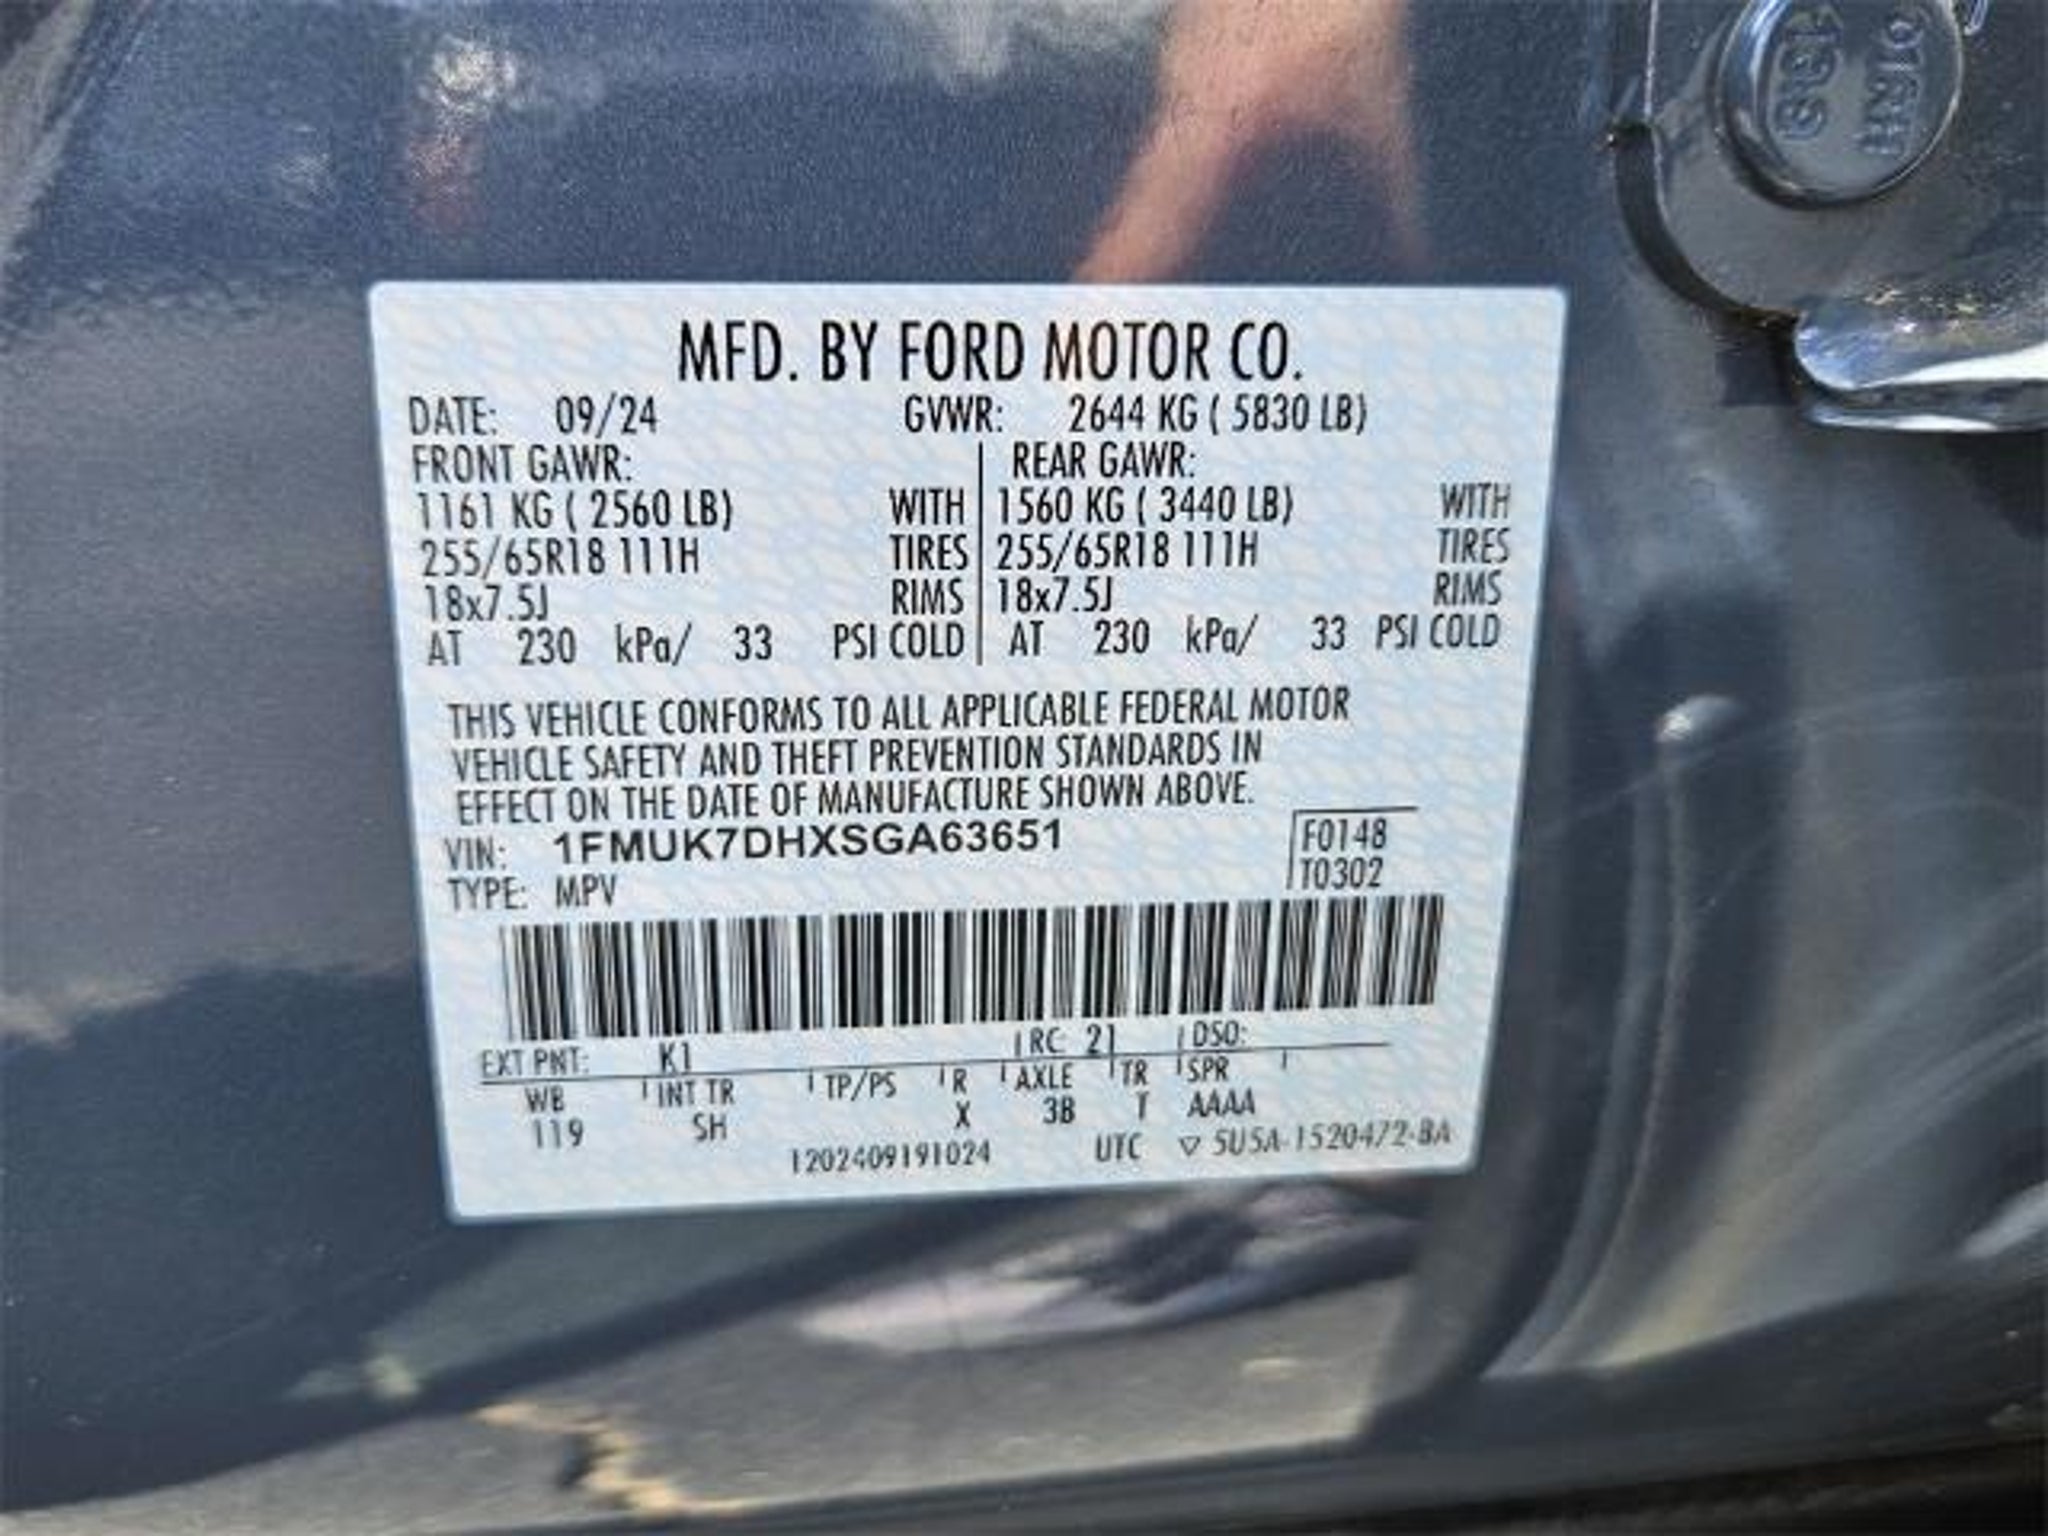 MFD. BY FORD MOTOR CO.
DATE: 09/24 GVWR: 2644 KG ( 5830 LB)
FRONT GAWR: REAR GAWR:
1161 KG ( 2560 LB) WITH 1560 KG ( 3440 LB) WITH
255/65R18 111H TIRES 255/65R18 111H TIRES
18x7.5J RIMS 18x7.5J RIMS
AT 230 kPa/ 33 PSI COLD AT 230 kPa/ 33 PSI COLD
THIS VEHICLE CONFORMS TO ALL APPLICABLE FEDERAL MOTOR
VEHICLE SAFETY AND THEFT PREVENTION STANDARDS IN
EFFECT ON THE DATE OF MANUFACTURE SHOWN ABOVE.
VIN: 1FMUK7DHXSGA63651 F0148
TYPE: MPV T0302
EXT PNT: K1 RC: 21 DSO:
WB INT TR TP/PS R AXLE TR SPR
119 SH X 3B T AAAA
1202409191024 UTC ▽ 5U5A-1520472-BA